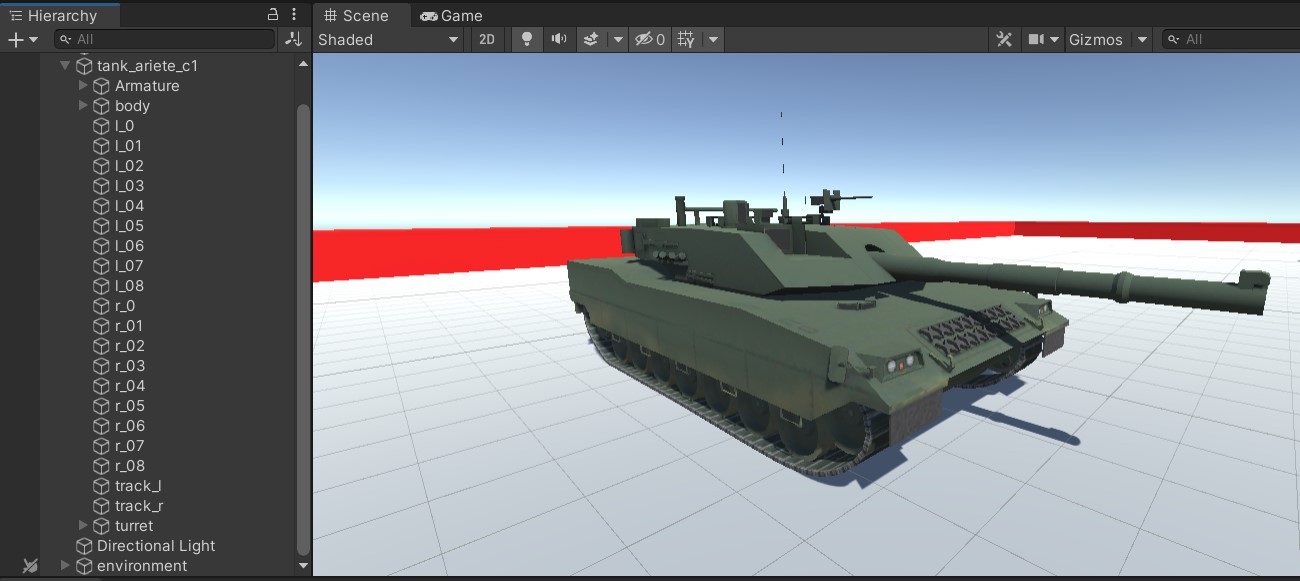 Hierarchy
All
tank_ariete_c1
Armature
body
l_0
l_01
l_02
l_03
l_04
l_05
l_06
l_07
l_08
r_0
r_01
r_02
r_03
r_04
r_05
r_06
r_07
r_08
track_l
track_r
turret
Directional Light
environment
Scene Game
Shaded 2D 0 Gizmos All